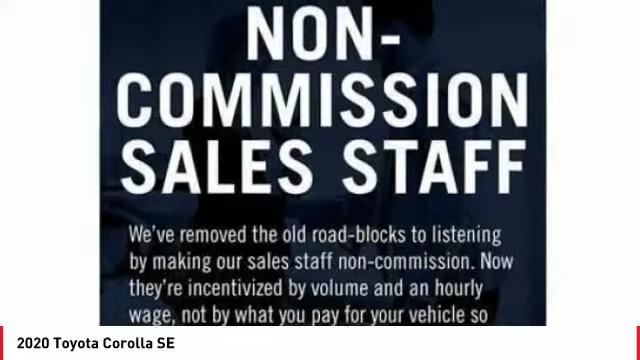 NON-
COMMISSION
SALES STAFF
We've removed the old road-blocks to listening
by making our sales staff non-commission. Now
they're incentivized by volume and an hourly
wage, not by what you pay for your vehicle so
2020 Toyota Corolla SE